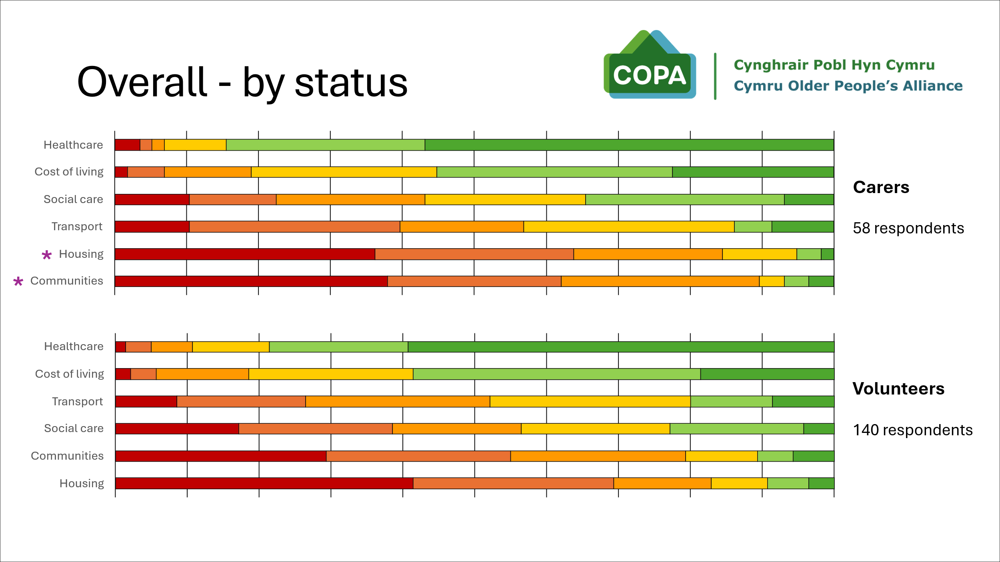 Overall - by status
COPA
Cynghrair Pobl Hyn Cymru
Cymru Older People's Alliance
Healthcare
Cost of living
Social care
Transport
* Housing
* Communities
Carers
58 respondents
Healthcare
Cost of living
Transport
Social care
Communities
Housing
Volunteers
140 respondents